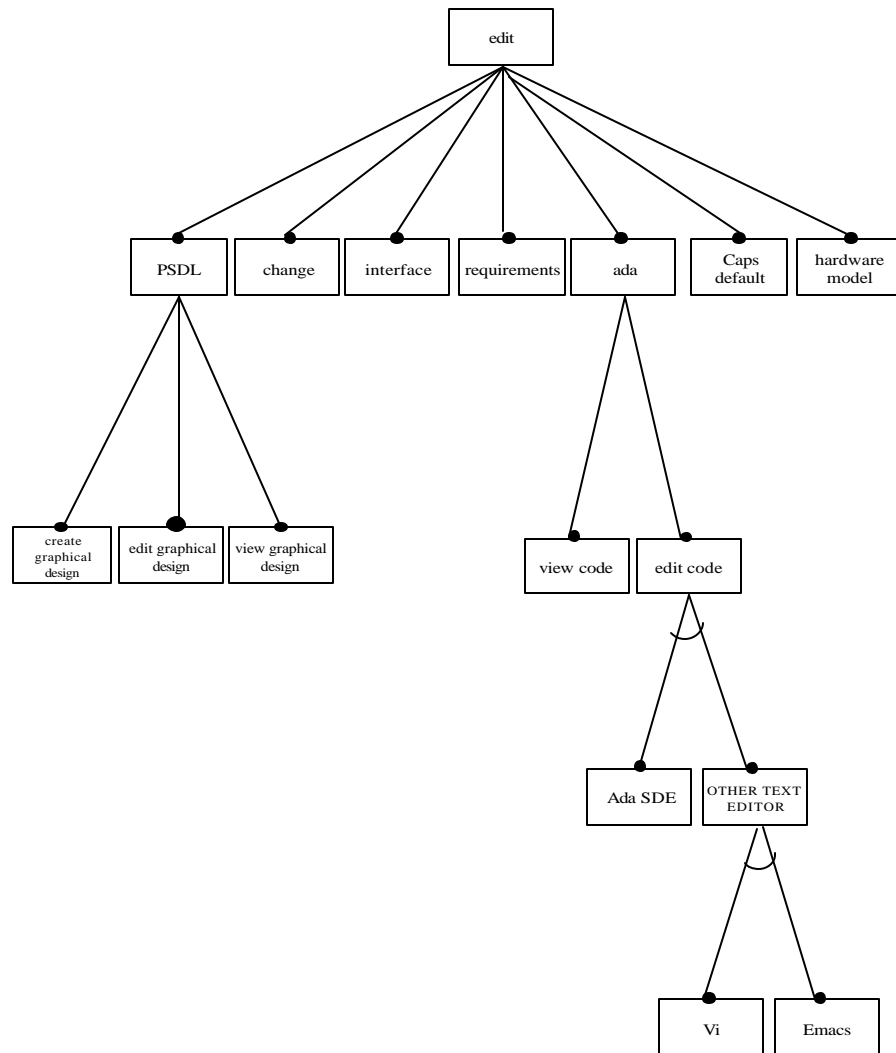 edit
PSDL
change
interface
requirements
ada
Caps
default
hardware
model
create
graphical
design
edit graphical
design
view graphical
design
view code
edit code
Ada SDE
OTHER TEXT
EDITOR
Vi
Emacs